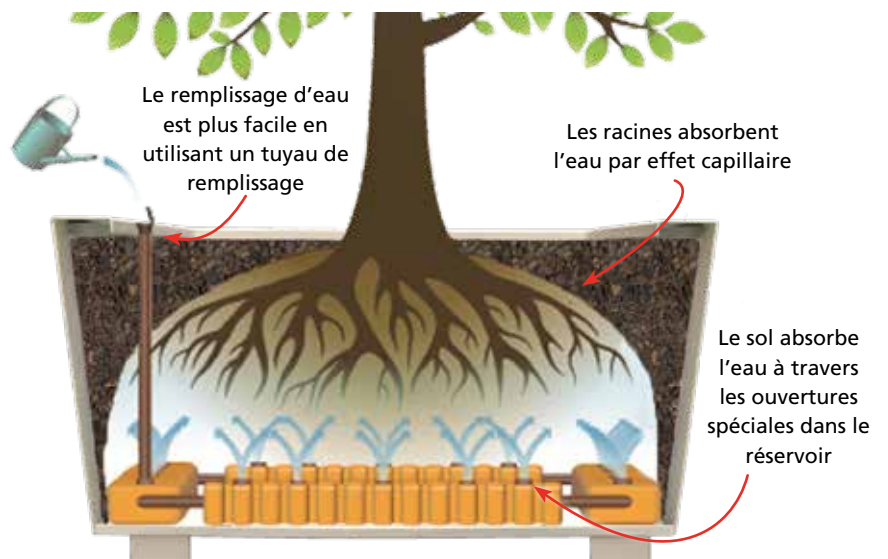 Le remplissage d’eau
est plus facile en
utilisant un tuyau de
remplissage
Les racines absorbent
l’eau par effet capillaire
Le sol absorbe
l’eau à travers
les ouvertures
spéciales dans le
réservoir